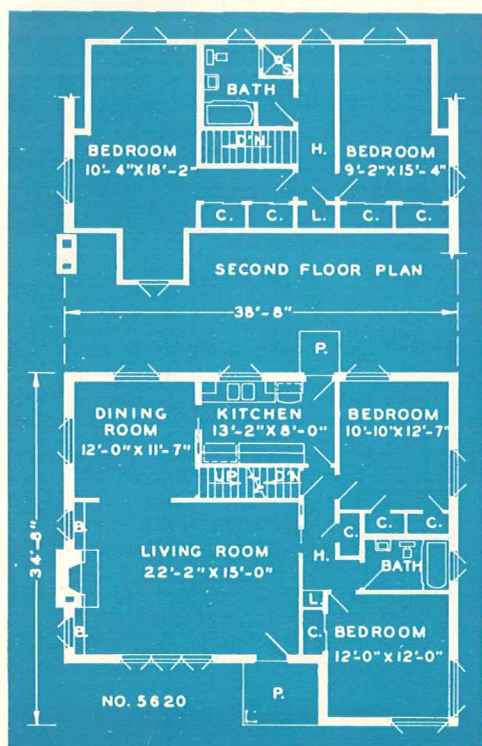 S.
BATH
D'N
BEDROOM
10'-4"X18'-2"
H.
BEDROOM
9'-2"X15'-4"
C.
C.
L.
C.
C.
SECOND FLOOR PLAN
38'-8"
P.
DINING
ROOM
12'-0"X11'-7"
KITCHEN
13'-2"X8'-0"
BEDROOM
10'-10"X12'-7"
UP
D'N
34'-8"
B.
C.
C.
C.
LIVING ROOM
22'-2"X15'-0"
H.
BATH
L.
B.
C.
BEDROOM
12'-0"X12'-0"
NO. 5620
P.